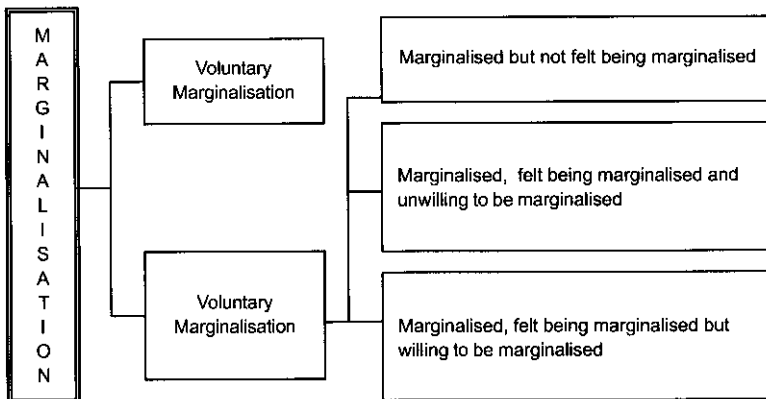 MARGINALISATION
Voluntary
Marginalisation
Voluntary
Marginalisation
Marginalised but not felt being marginalised
Marginalised, felt being marginalised and
unwilling to be marginalised
Marginalised, felt being marginalised but
willing to be marginalised